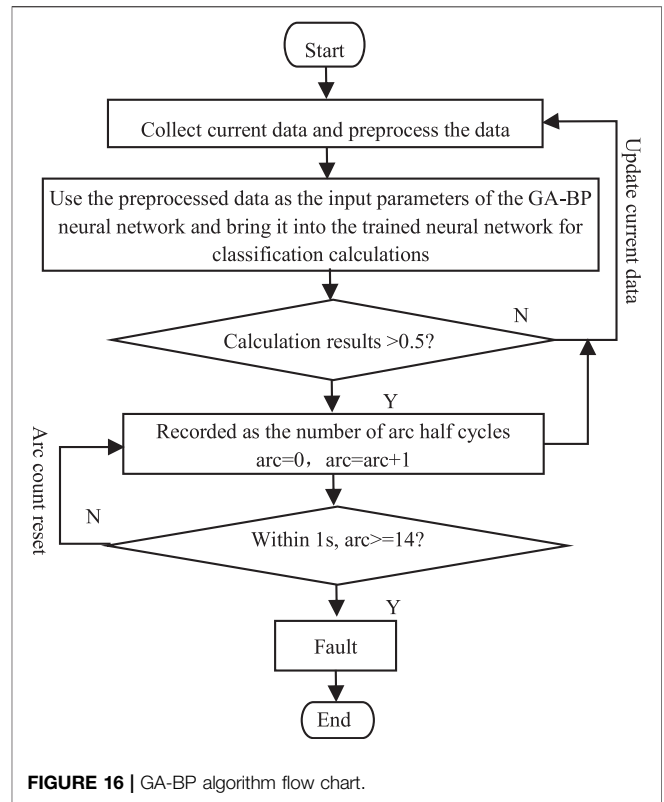 Start
Collect current data and preprocess the data
Use the preprocessed data as the input parameters of the GA-BP
neural network and bring it into the trained neural network for
classification calculations
Update current data
N
Calculation results >0.5?
Y
Recorded as the number of arc half cycles
arc=0，arc=arc+1
Arc count reset
N
Within 1s, arc>=14?
Y
Fault
End
FIGURE 16 | GA-BP algorithm flow chart.